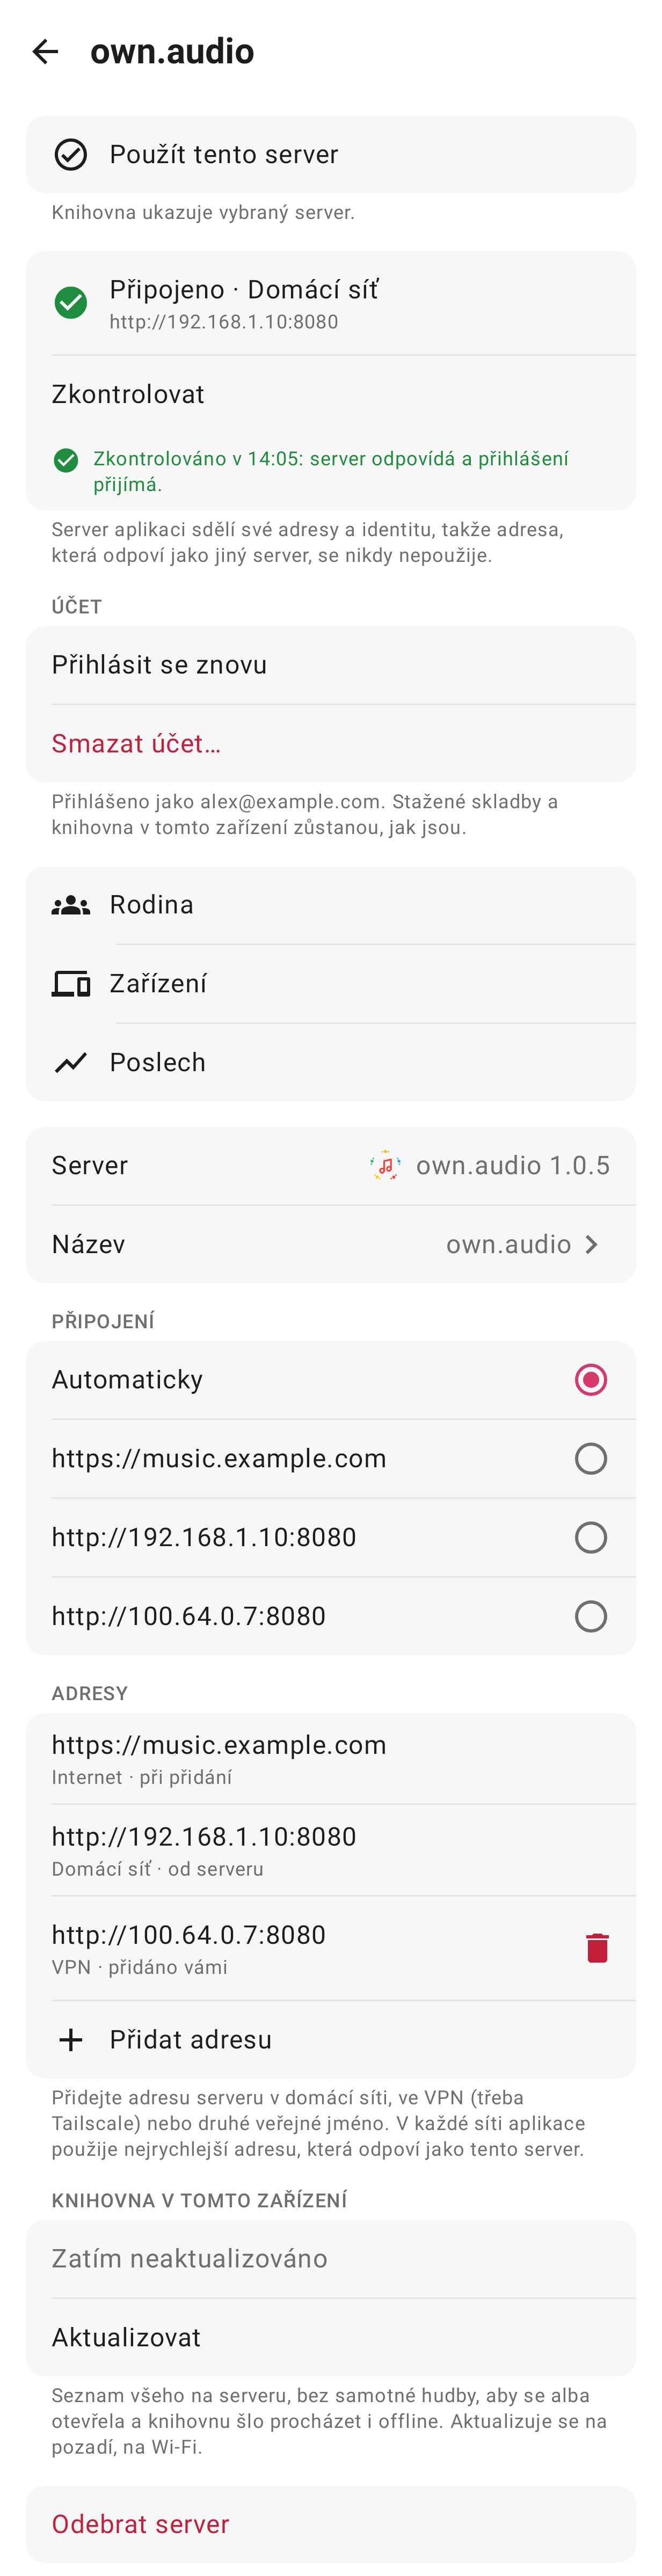 own.audio
Použít tento server
Knihovna ukazuje vybraný server.
Připojeno · Domácí síť
http://192.168.1.10:8080
Zkontrolovat
Zkontrolováno v 14:05: server odpovídá a přihlášení
přijímá.
Server aplikaci sdělí své adresy a identitu, takže adresa,
která odpoví jako jiný server, se nikdy nepoužije.
ÚČET
Přihlásit se znovu
Smazat účet…
Přihlášeno jako alex@example.com. Stažené skladby a
knihovna v tomto zařízení zůstanou, jak jsou.
Rodina
Zařízení
Poslech
Server own.audio 1.0.5
Název own.audio
PŘIPOJENÍ
Automaticky
https://music.example.com
http://192.168.1.10:8080
http://100.64.0.7:8080
ADRESY
https://music.example.com
Internet · při přidání
http://192.168.1.10:8080
Domácí síť · od serveru
http://100.64.0.7:8080
VPN · přidáno vámi
Přidat adresu
Přidejte adresu serveru v domácí síti, ve VPN (třeba
Tailscale) nebo druhé veřejné jméno. V každé síti aplikace
použije nejrychlejší adresu, která odpoví jako tento server.
KNIHOVNA V TOMTO ZAŘÍZENÍ
Zatím neaktualizováno
Aktualizovat
Seznam všeho na serveru, bez samotné hudby, aby se alba
otevřela a knihovnu šlo procházet i offline. Aktualizuje se na
pozadí, na Wi-Fi.
Odebrat server